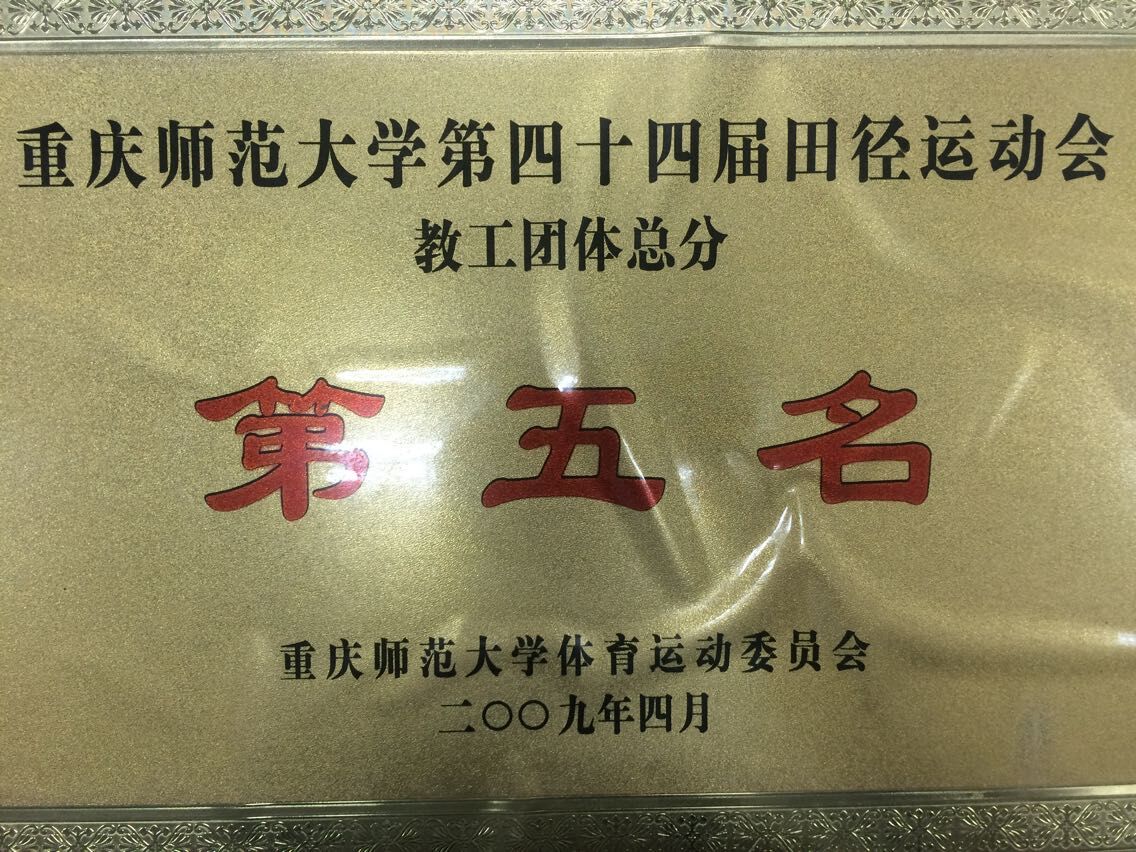 重庆师范大学第四十四届田径运动会
教工团体总分
第五名
重庆师范大学体育运动委员会
二〇〇九年四月